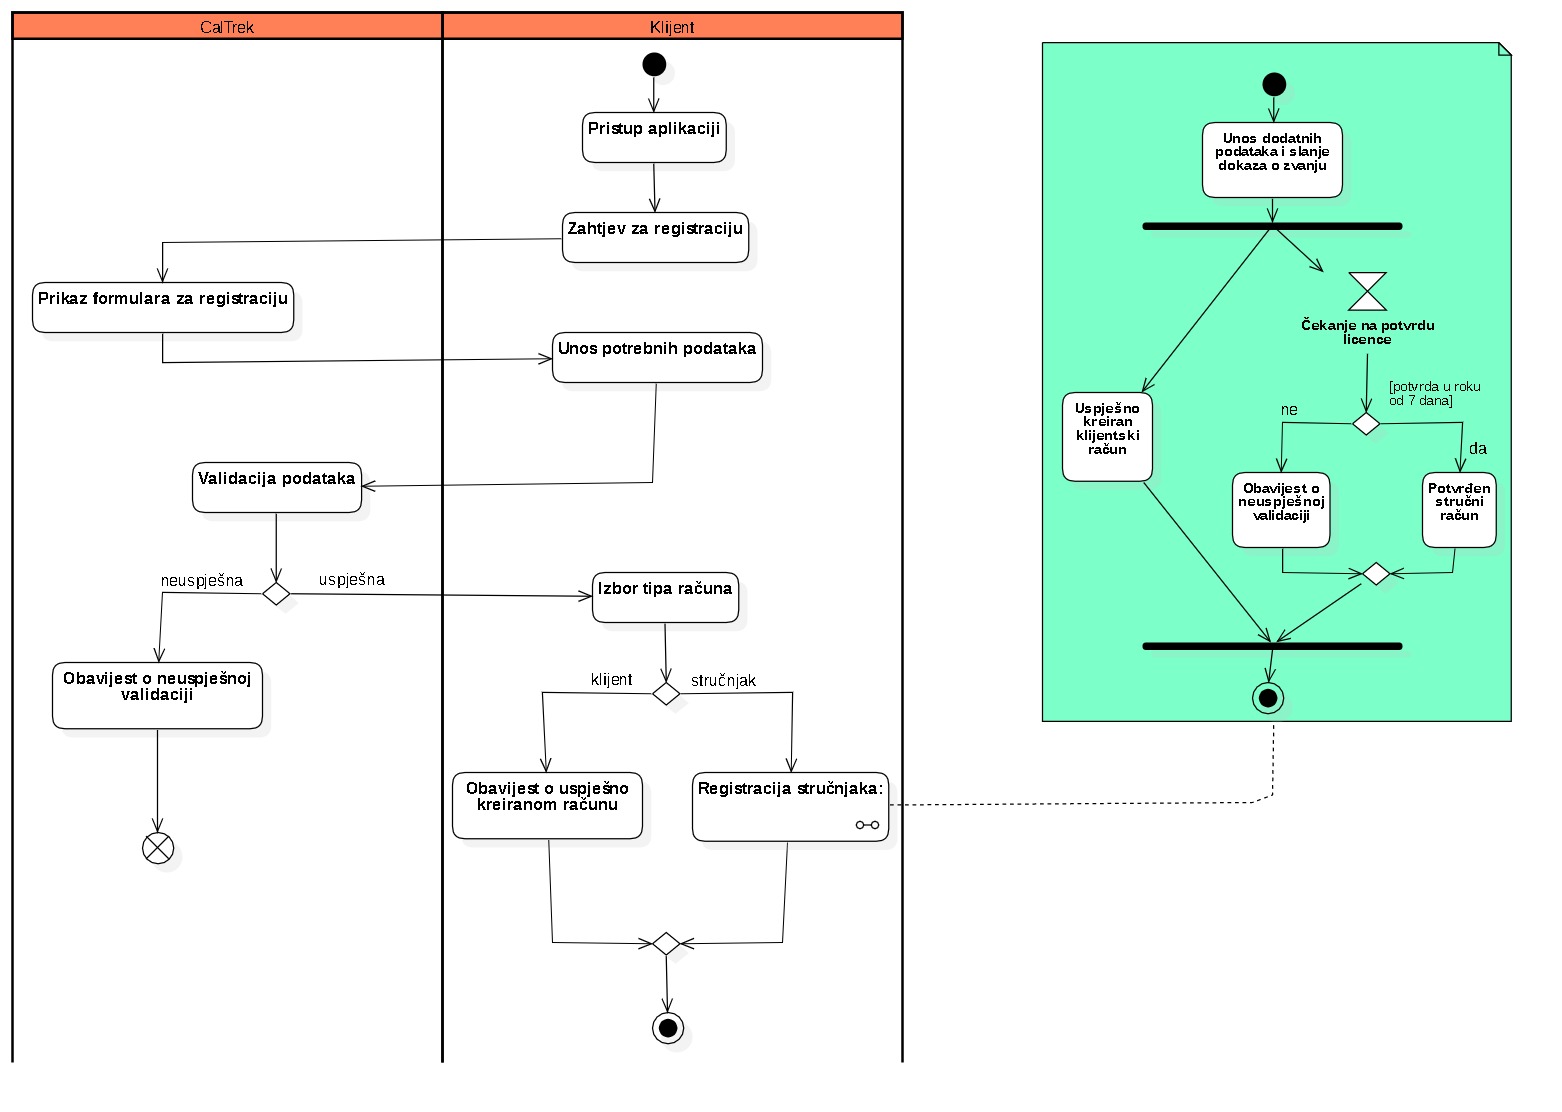 CalTrek
Klijent
Pristup aplikaciji
Zahtjev za registraciju
Prikaz formulara za registraciju
Unos potrebnih podataka
Validacija podataka
neuspješna
uspješna
Izbor tipa računa
Obavijest o neuspješnoj
validaciji
klijent
stručnjak
Obavijest o uspješno
kreiranom računu
Registracija stručnjaka:
Unos dodatnih
podataka i slanje
dokaza o zvanju
Čekanje na potvrdu
licence
[potvrda u roku
od 7 dana]
ne
da
Uspješno
kreiran
klijentski
račun
Obavijest o
neuspješnoj
validaciji
Potvrđen
stručni
račun